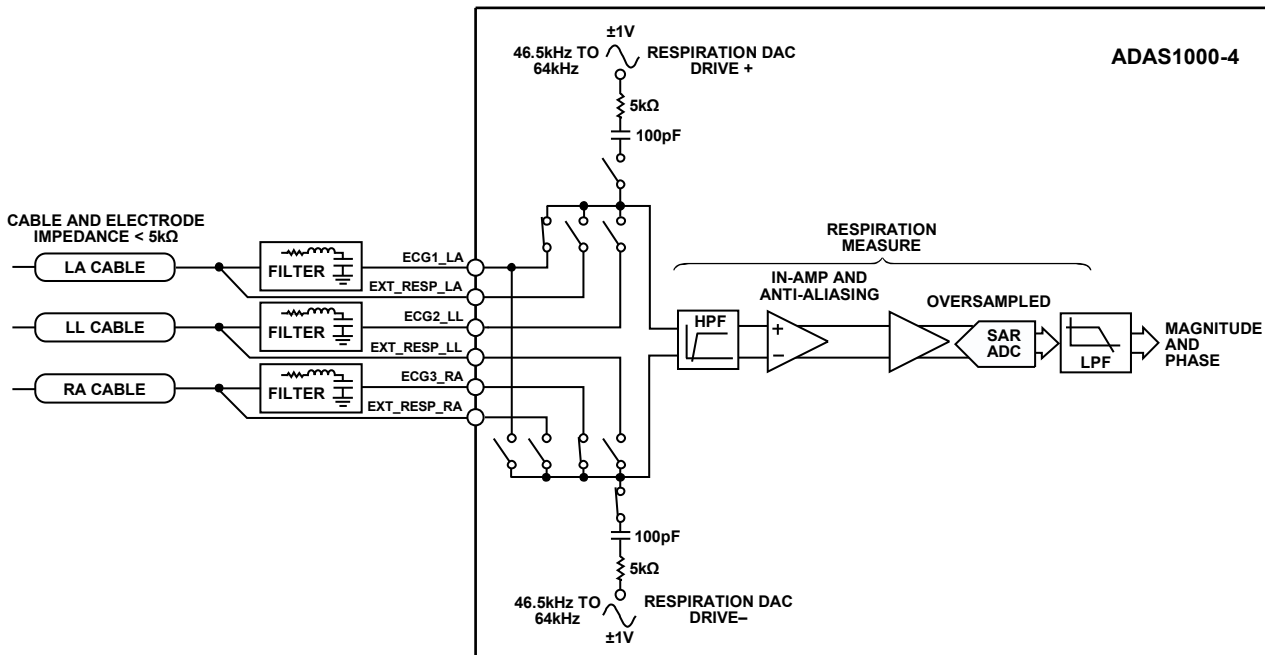 ±1V
46.5kHz TO
64kHz
RESPIRATION DAC
DRIVE +
ADAS1000-4
5kΩ
100pF
CABLE AND ELECTRODE
IMPEDANCE < 5kΩ
LA CABLE
FILTER
ECG1_LA
EXT_RESP_LA
LL CABLE
FILTER
ECG2_LL
EXT_RESP_LL
RA CABLE
FILTER
ECG3_RA
EXT_RESP_RA
RESPIRATION
MEASURE
IN-AMP AND
ANTI-ALIASING
OVERSAMPLED
HPF
+
–
SAR
ADC
LPF
MAGNITUDE
AND
PHASE
100pF
5kΩ
46.5kHz TO
64kHz
RESPIRATION DAC
DRIVE–
±1V